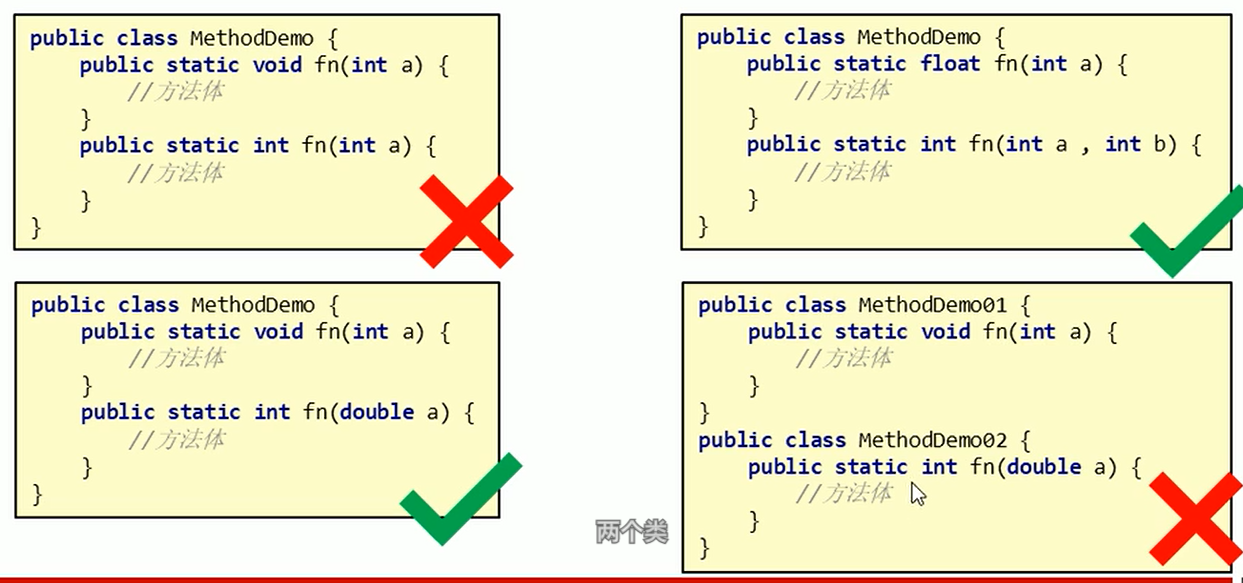 public class MethodDemo {
public static void fn(int a) {
//方法体
}
public static int fn(int a) {
//方法体
}
}
public class MethodDemo {
public static float fn(int a) {
//方法体
}
public static int fn(int a , int b) {
//方法体
}
}
public class MethodDemo {
public static void fn(int a) {
//方法体
}
public static int fn(double a) {
//方法体
}
}
public class MethodDemo01 {
public static void fn(int a) {
//方法体
}
}
public class MethodDemo02 {
public static int fn(double a) {
//方法体
}
}
两个类